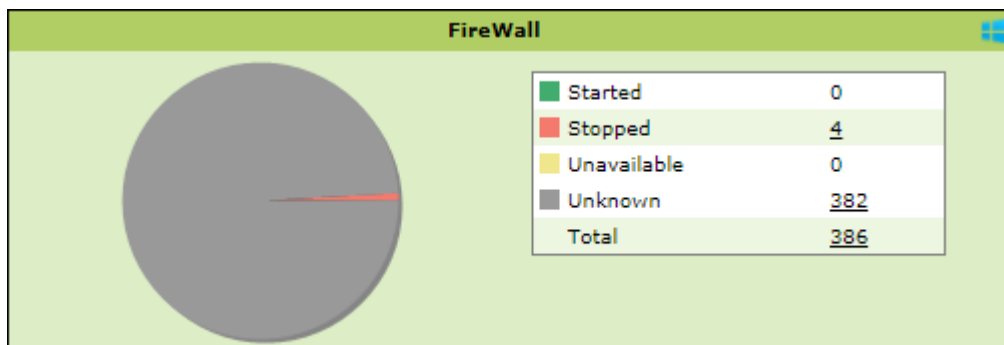 FireWall
Started 0
Stopped 4
Unavailable 0
Unknown 382
Total 386